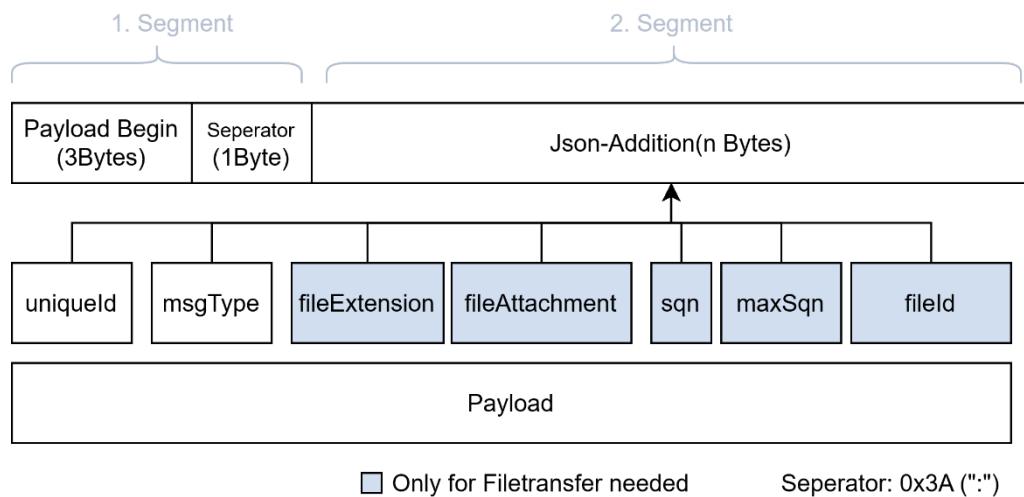 1. Segment
2. Segment
Payload Begin
(3Bytes)
Seperator
(1Byte)
Json-Addition(n Bytes)
uniqueId
msgType
fileExtension
fileAttachment
sqn
maxSqn
fileId
Payload
Only for Filetransfer needed
Seperator: 0x3A (":")